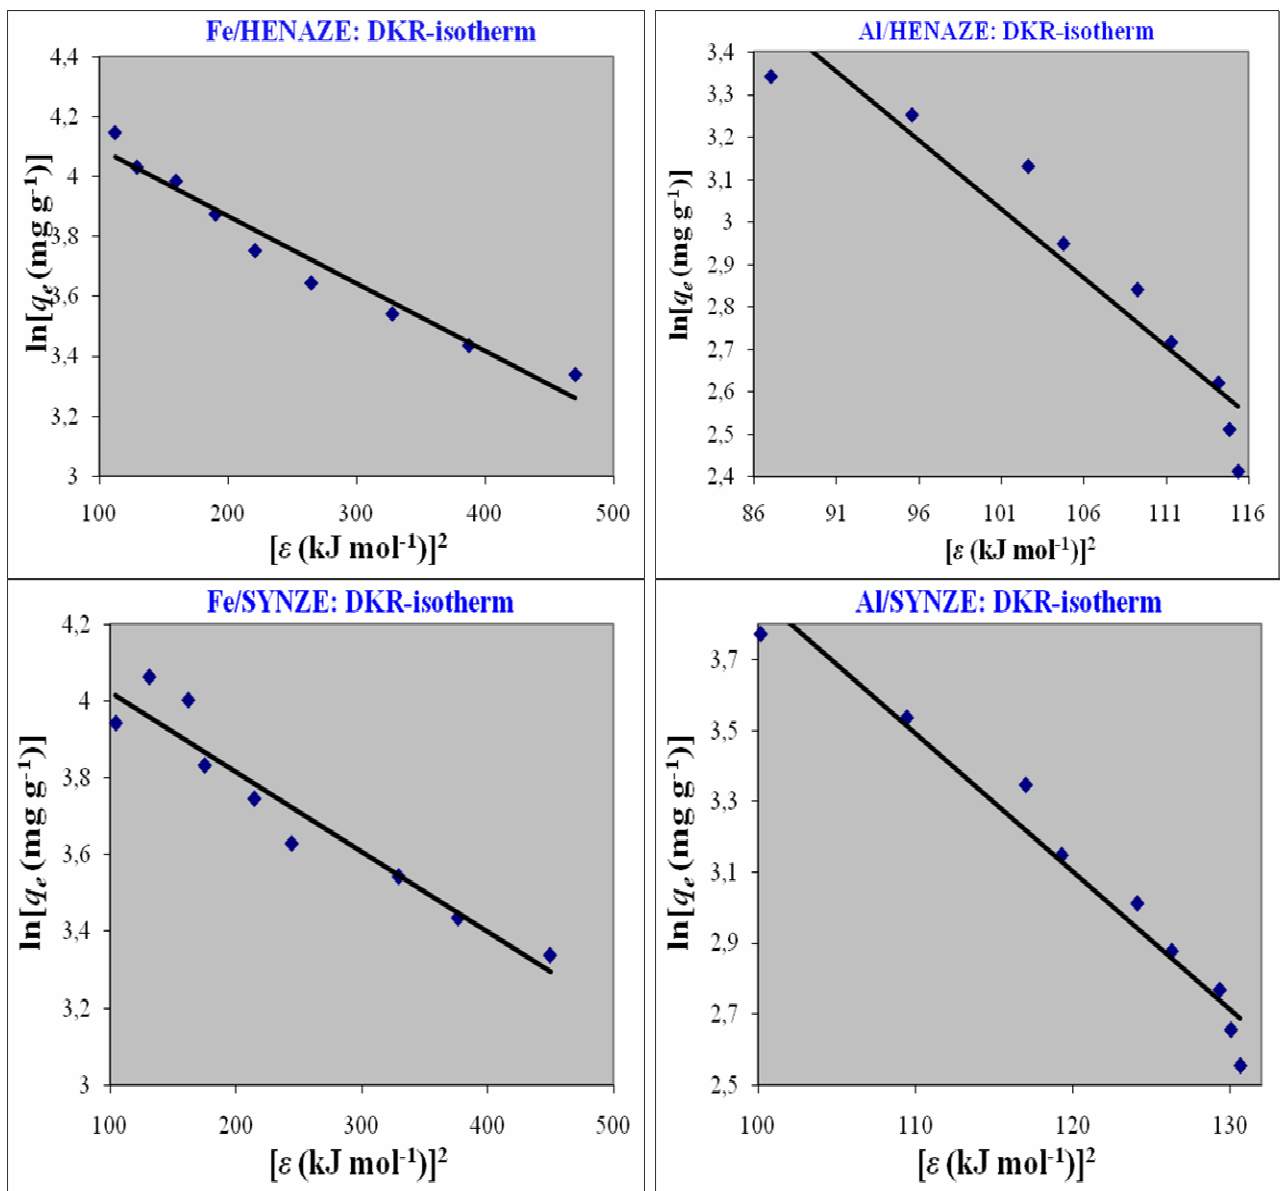 Fe/HENAZE: DKR-isotherm
4,4
4,2
4
3,8
3,6
3,4
3,2
3
ln[qₑ (mg g⁻¹)]
100 200 300 400 500
[ε (kJ mol⁻¹)]²
Al/HENAZE: DKR-isotherm
3,4
3,3
3,2
3,1
3
2,9
2,8
2,7
2,6
2,5
2,4
ln[qₑ (mg g⁻¹)]
86 91 96 101 106 111 116
[ε (kJ mol⁻¹)]²
Fe/SYNZE: DKR-isotherm
4,2
4
3,8
3,6
3,4
3,2
3
ln[qₑ (mg g⁻¹)]
100 200 300 400 500
[ε (kJ mol⁻¹)]²
Al/SYNZE: DKR-isotherm
3,7
3,5
3,3
3,1
2,9
2,7
2,5
ln[qₑ (mg g⁻¹)]
100 110 120 130
[ε (kJ mol⁻¹)]²